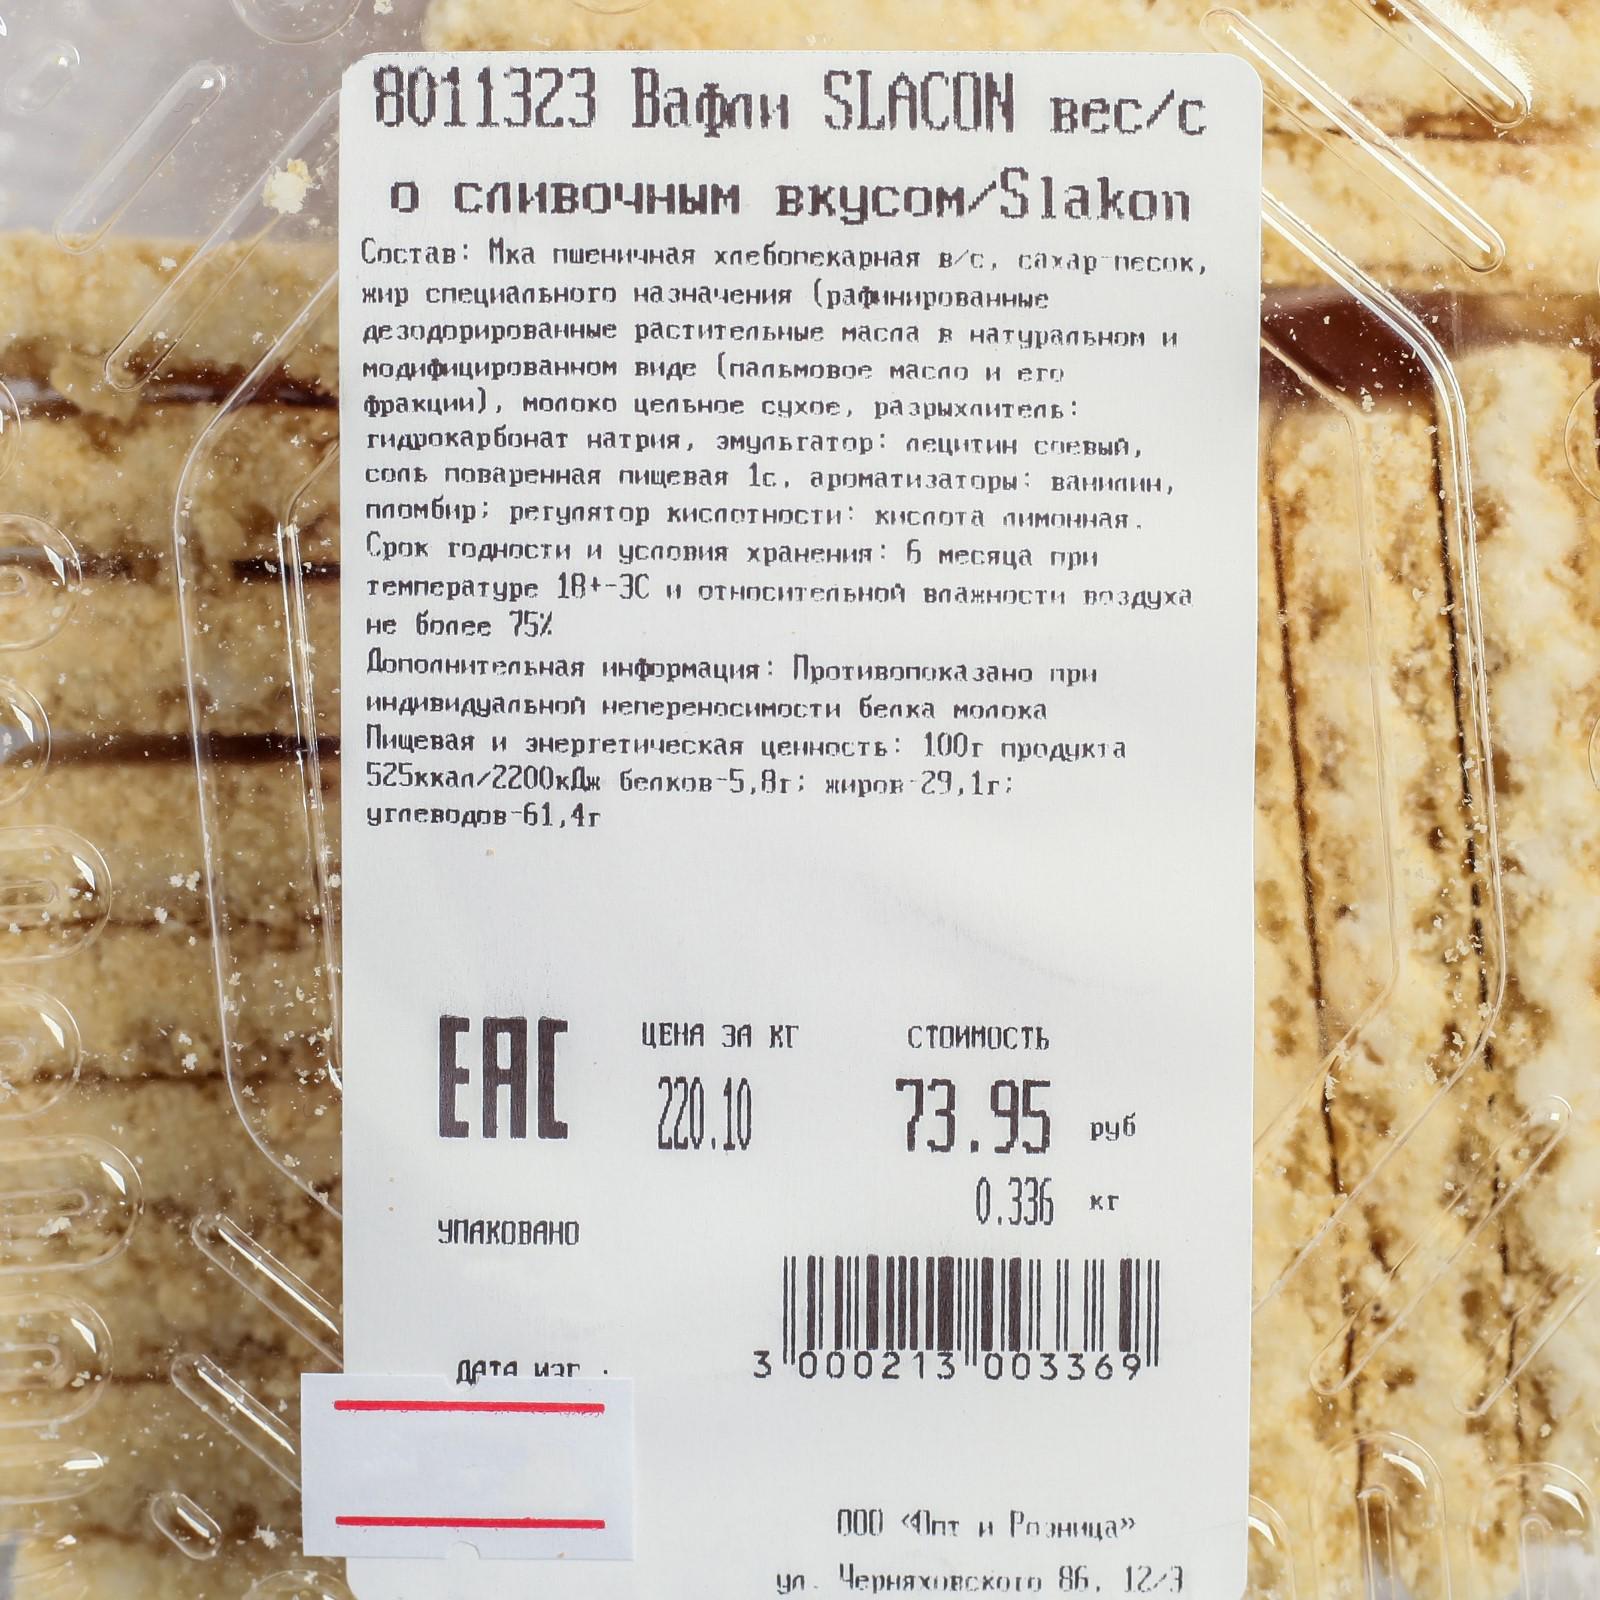 8011323 Вафли SLACON вес/с
о сливочным вкусом/Slakon
Состав: Мка пшеничная хлебопекарная в/с, сахар-песок,
жир специального назначения (рафинированные
дезодорированные растительные масла в натуральном и
модифицированном виде (пальмовое масло и его
фракции), молоко цельное сухое, разрыхлитель:
гидрокарбонат натрия, эмульгатор: лецитин соевый,
соль поваренная пищевая 1с, ароматизаторы: ванилин,
пломбир; регулятор кислотности: кислота лимонная.
Срок годности и условия хранения: 6 месяца при
температуре 18+-3С и относительной влажности воздуха
не более 75%
Дополнительная информация: Противопоказано при
индивидуальной непереносимости белка молока
Пищевая и энергетическая ценность: 100г продукта
525ккал/2200кДж белков-5,8г; жиров-29,1г;
углеводов-61,4г
EAC
ЦЕНА ЗА КГ СТОИМОСТЬ
220.10 73.95 руб
0.336 кг
УПАКОВАНО
3 000213 003369
ДАТА ИЗГ.:
ООО «Опт и Розница»
ул. Черняховского 86, 12/3